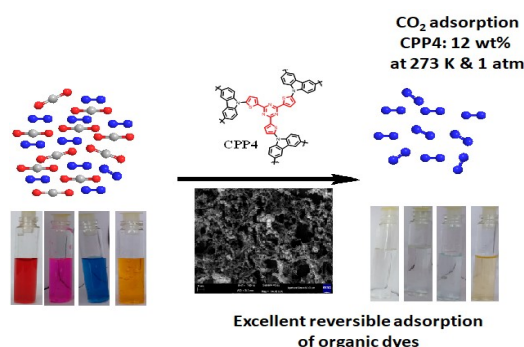 CO₂ adsorption
CPP4: 12 wt%
at 273 K & 1 atm
S
N
S
N
N
N
N
S
N
CPP4
Excellent reversible adsorption
of organic dyes